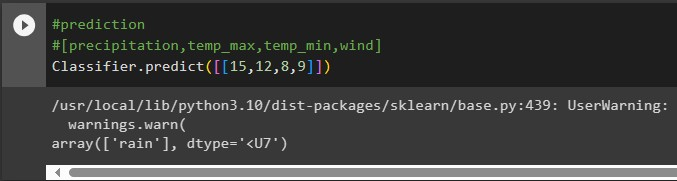 #prediction
#[precipitation,temp_max,temp_min,wind]
Classifier.predict([[15,12,8,9]])
/usr/local/lib/python3.10/dist-packages/sklearn/base.py:439: UserWarning:
warnings.warn(
array(['rain'], dtype='<U7')